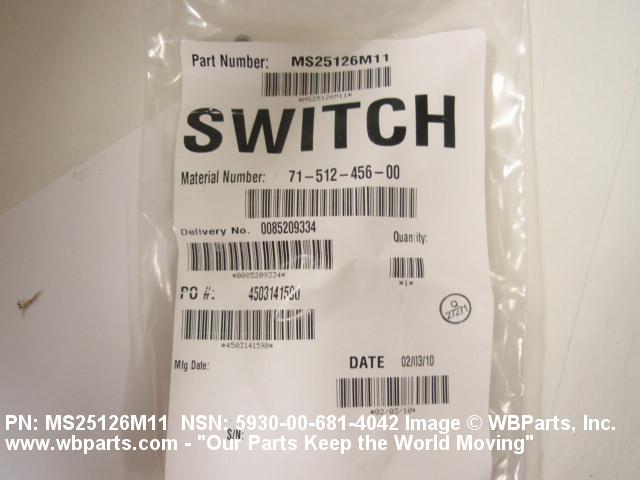 Part Number: MS25126M11
*MS25126M11*
SWITCH
Material Number: 71-512-456-00
Delivery No. 0085209334
Quantity:
*0085209334*
*1*
PO #: 4503141590
Q
27271
*4503141590*
Mfg Date:
DATE 02/03/10
*02/03/10*
PN: MS25126M11 NSN: 5930-00-681-4042 Image © WBParts, Inc.
www.wbparts.com - "Our Parts Keep the World Moving"
S/N: